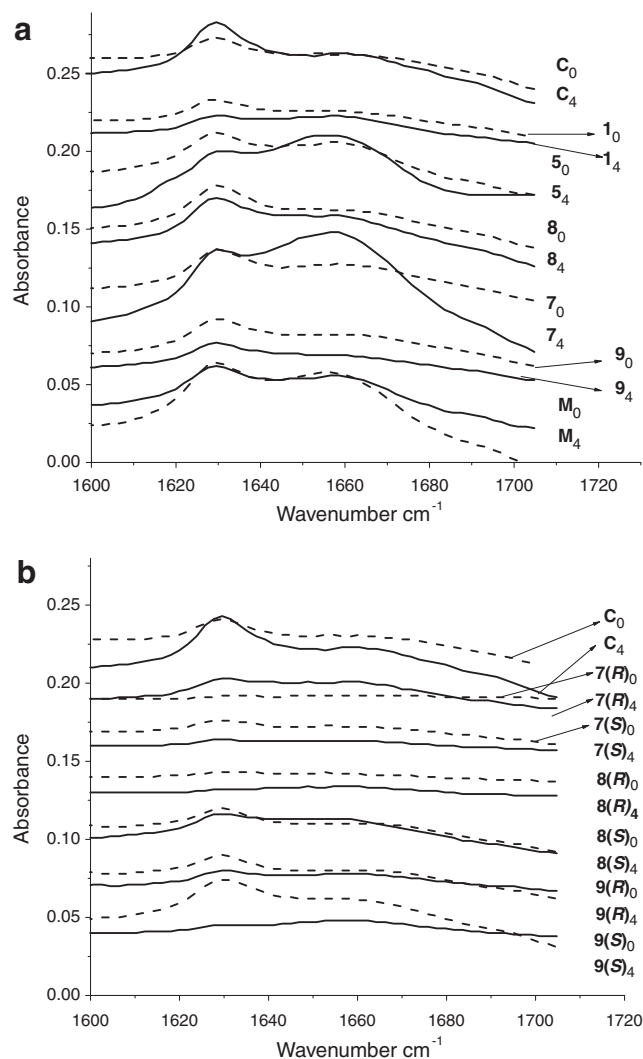 a
0.25
0.20
0.15
0.10
0.05
0.00
Absorbance
C₀
C₄
1₀
1₄
5₀
5₄
8₀
8₄
7₀
7₄
9₀
9₄
M₀
M₄
1600 1620 1640 1660 1680 1700 1720
Wavenumber cm⁻¹
b
0.25
0.20
0.15
0.10
0.05
0.00
Absorbance
C₀
C₄
7(R)₀
7(R)₄
7(S)₀
7(S)₄
8(R)₀
8(R)₄
8(S)₀
8(S)₄
9(R)₀
9(R)₄
9(S)₀
9(S)₄
1600 1620 1640 1660 1680 1700 1720
Wavenumber cm⁻¹